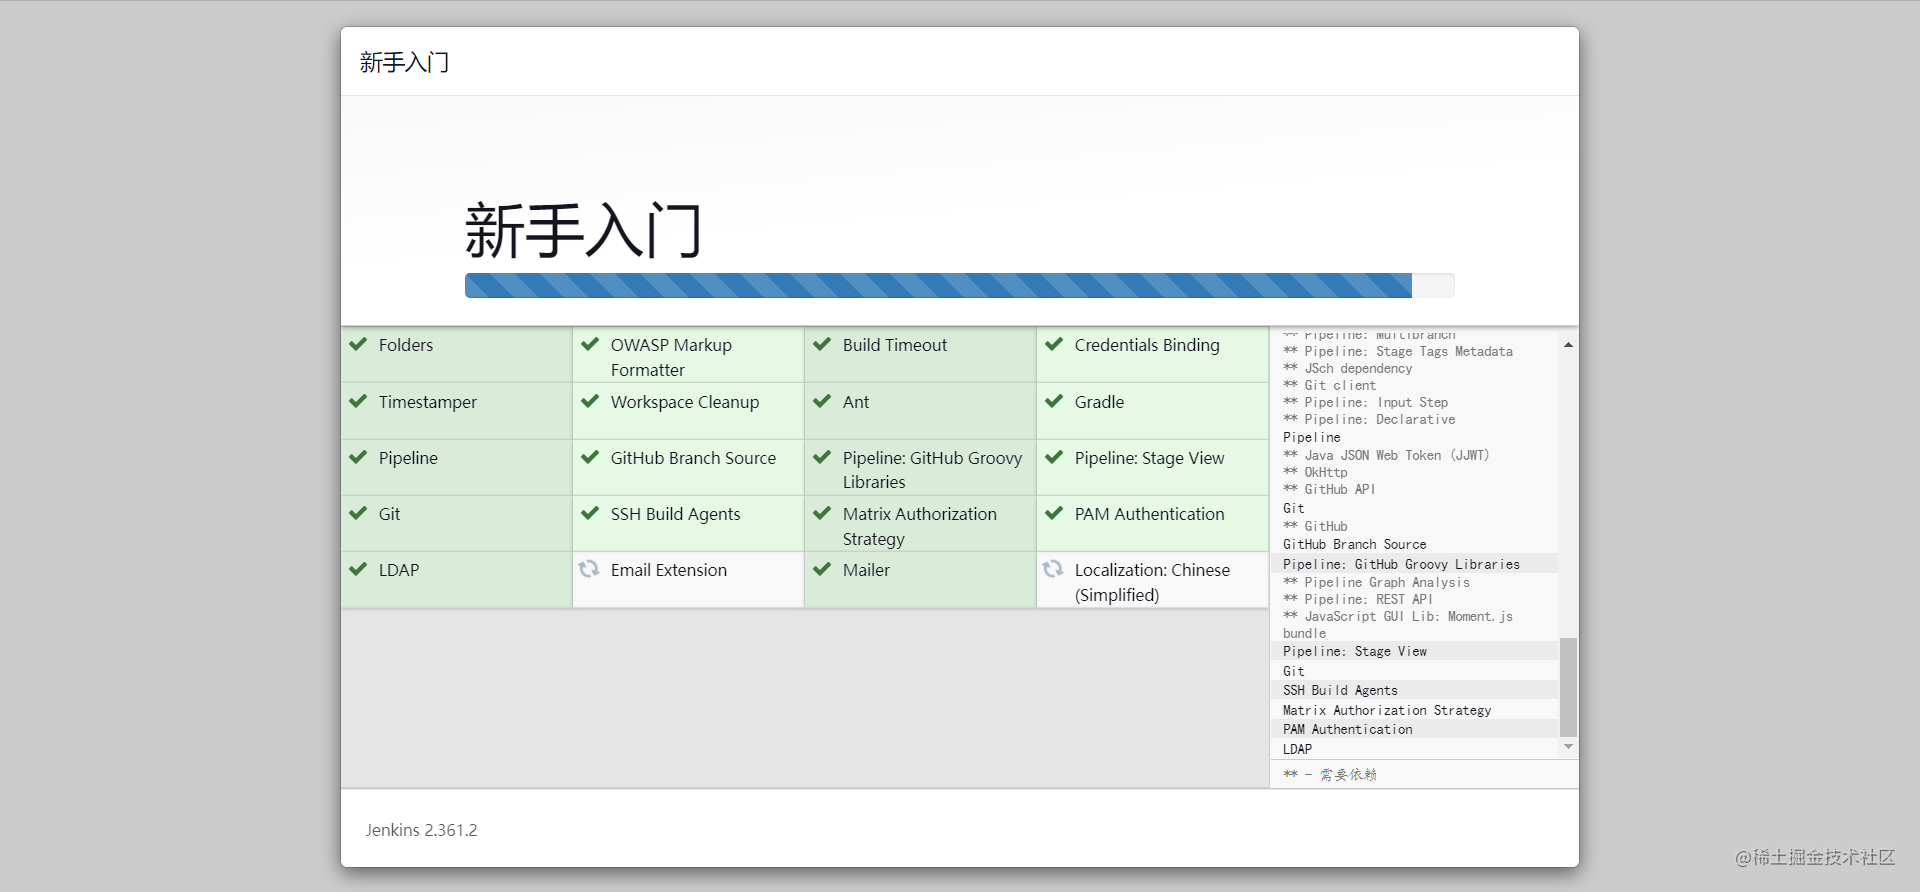 新手入门
新手入门
Folders
OWASP Markup
Formatter
Build Timeout
Credentials Binding
Timestamper
Workspace Cleanup
Ant
Gradle
Pipeline
GitHub Branch Source
Pipeline: GitHub Groovy
Libraries
Pipeline: Stage View
Git
SSH Build Agents
Matrix Authorization
Strategy
PAM Authentication
LDAP
Email Extension
Mailer
Localization: Chinese
(Simplified)
** Pipeline: Multibranch
** Pipeline: Stage Tags Metadata
** JSch dependency
** Git client
** Pipeline: Input Step
** Pipeline: Declarative
Pipeline
** Java JSON Web Token (JJWT)
** OkHttp
** GitHub API
Git
** GitHub
GitHub Branch Source
Pipeline: GitHub Groovy Libraries
** Pipeline Graph Analysis
** Pipeline: REST API
** JavaScript GUI Lib: Moment.js
bundle
Pipeline: Stage View
Git
SSH Build Agents
Matrix Authorization Strategy
PAM Authentication
LDAP
** - 需要依赖
Jenkins 2.361.2
@稀土掘金技术社区